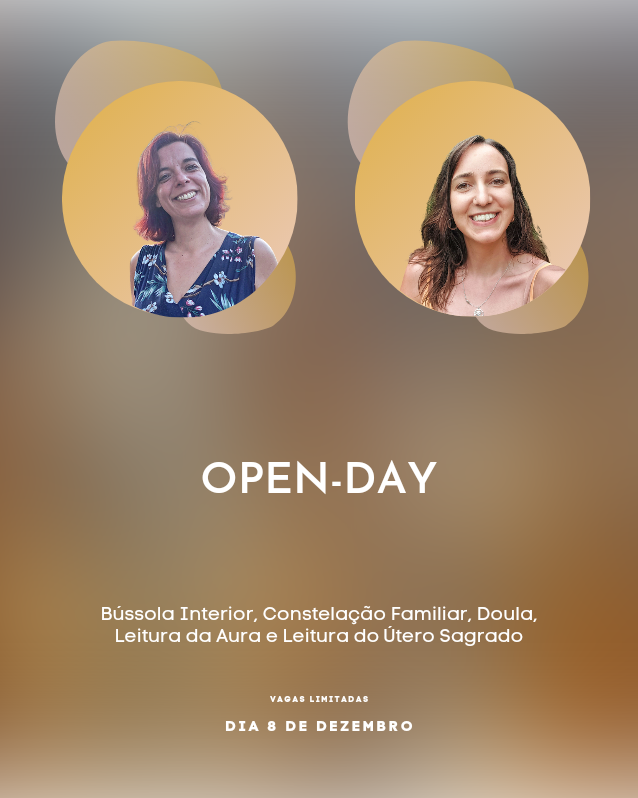 OPEN-DAY
Bússola Interior, Constelação Familiar, Doula,
Leitura da Aura e Leitura do Útero Sagrado
VAGAS LIMITADAS
DIA 8 DE DEZEMBRO